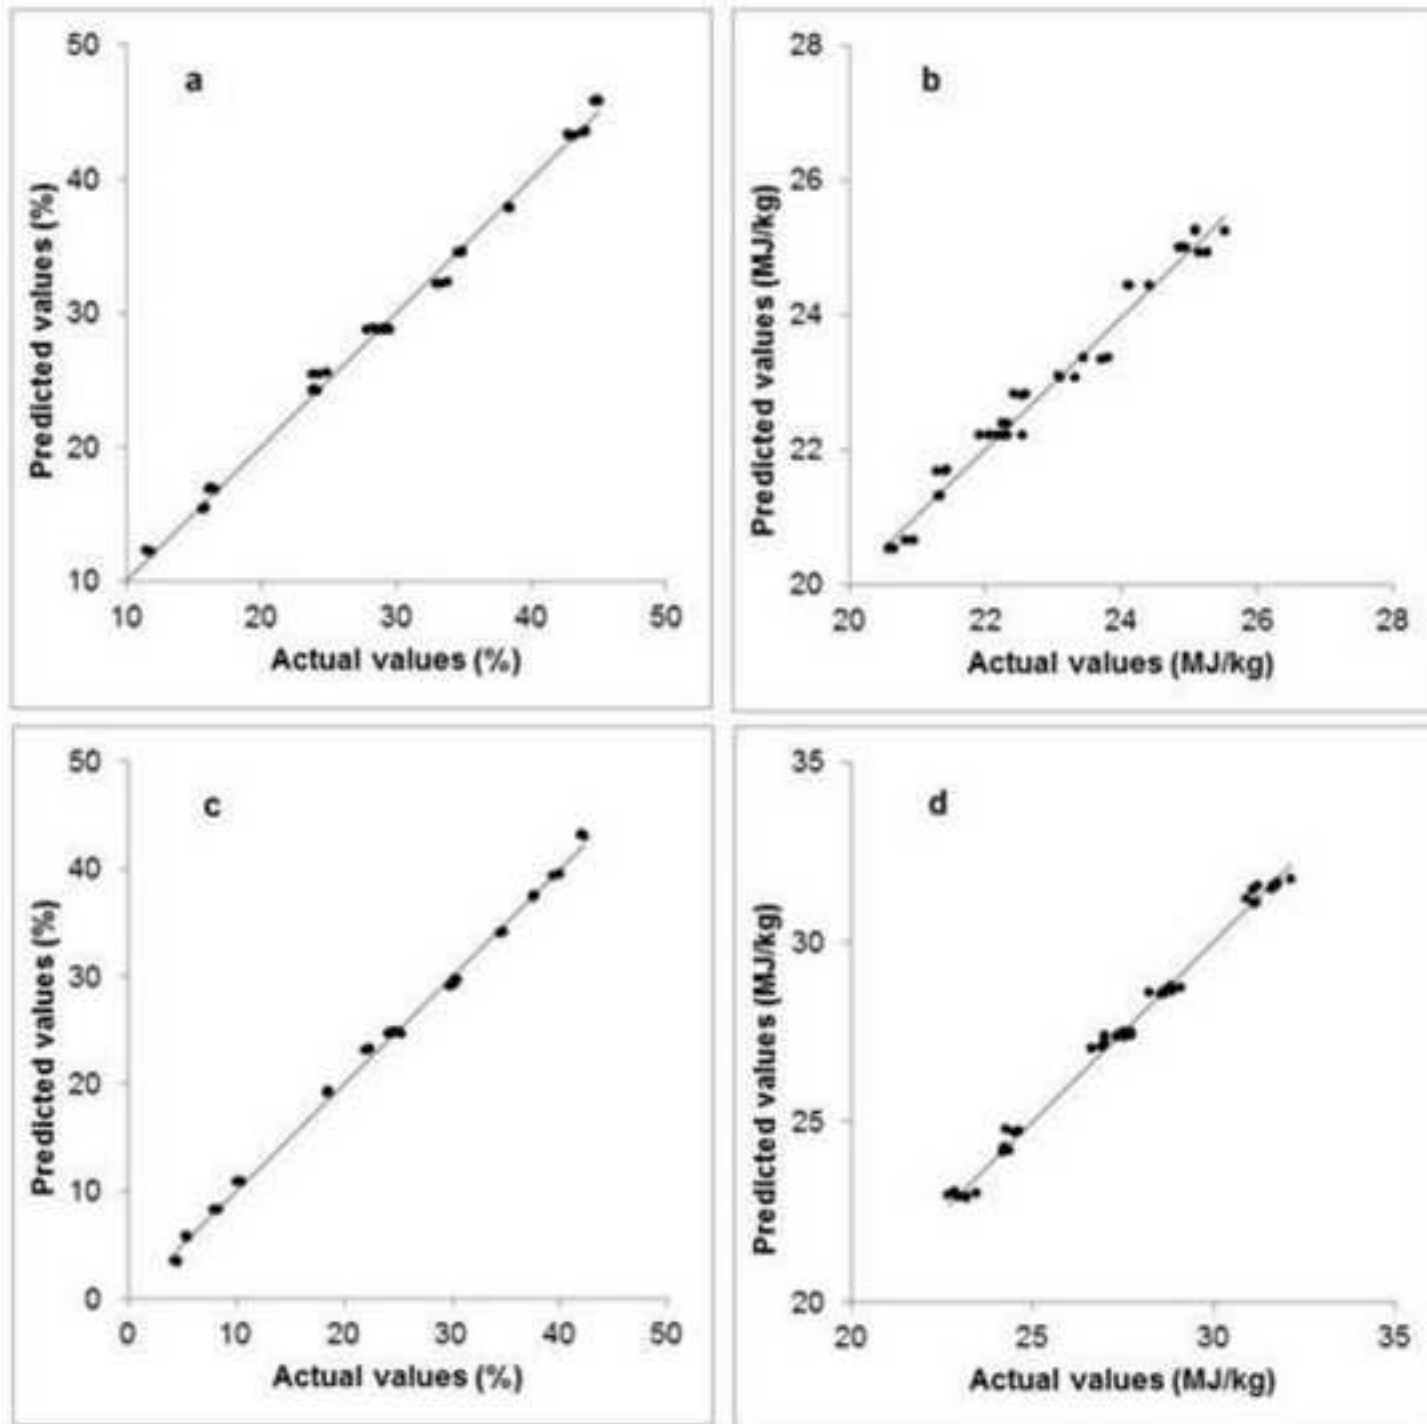 a
50
40
30
20
10
Predicted values (%)
10 20 30 40 50
Actual values (%)
b
28
26
24
22
20
Predicted values (MJ/kg)
20 22 24 26 28
Actual values (MJ/kg)
c
50
40
30
20
10
0
Predicted values (%)
0 10 20 30 40 50
Actual values (%)
d
35
30
25
20
Predicted values (MJ/kg)
20 25 30 35
Actual values (MJ/kg)